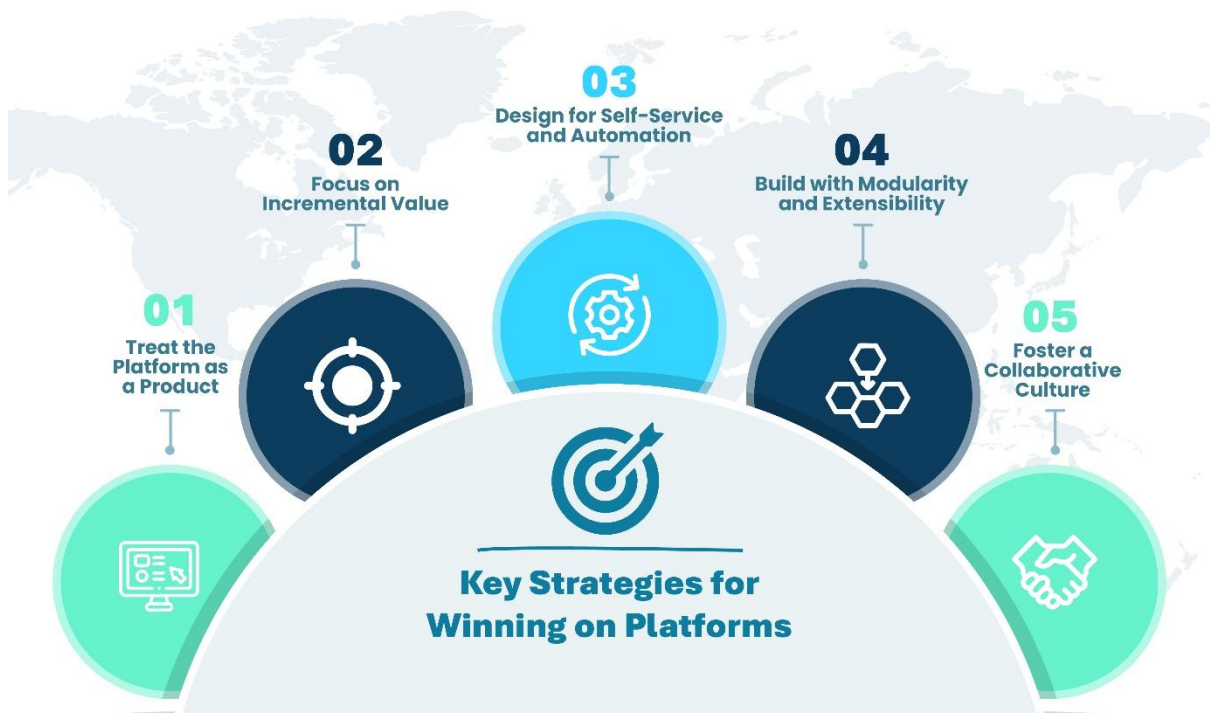 01
Treat the
Platform as
a Product
02
Focus on
Incremental Value
03
Design for Self-Service
and Automation
04
Build with Modularity
and Extensibility
05
Foster a
Collaborative
Culture
Key Strategies for
Winning on Platforms